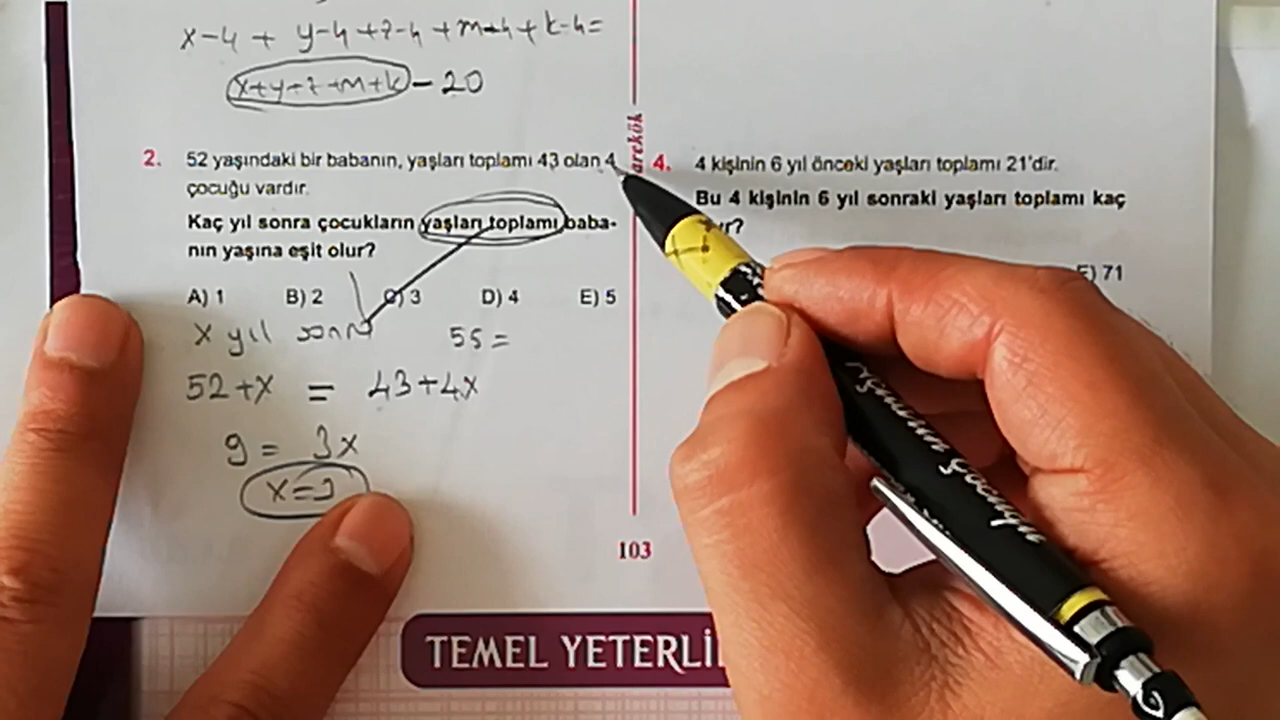 x-4 + y-4 + z-4 + m-4 + k-4 =
x+y+z+m+k - 20
2. 52 yaşındaki bir babanın, yaşları toplamı 43 olan 4
çocuğu vardır.
Kaç yıl sonra çocukların yaşları toplamı baba-
nın yaşına eşit olur?
A) 1 B) 2 C) 3 D) 4 E) 5
x yıl sonra 55 =
52+x = 43+4x
9 = 3x
x=3
arekök
4. 4 kişinin 6 yıl önceki yaşları toplamı 21'dir.
Bu 4 kişinin 6 yıl sonraki yaşları toplamı kaç
E) 71
103
TEMEL YETERLİ